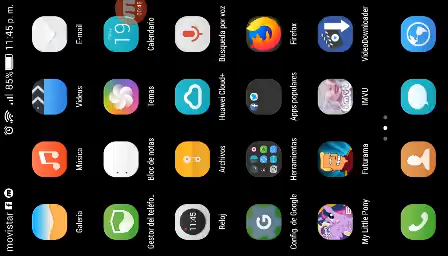 movistar 85% 11:45 p. m.
19
Galería Música Videos E-mail
Gestor del teléfo.. Bloc de notas Temas Calendario
11:45
Reloj Archivos Huawei Cloud+ Búsqueda por voz
G
Config. de Google Herramientas Apps populares Firefox
My Little Pony Futurama IMVU VideoDownloader